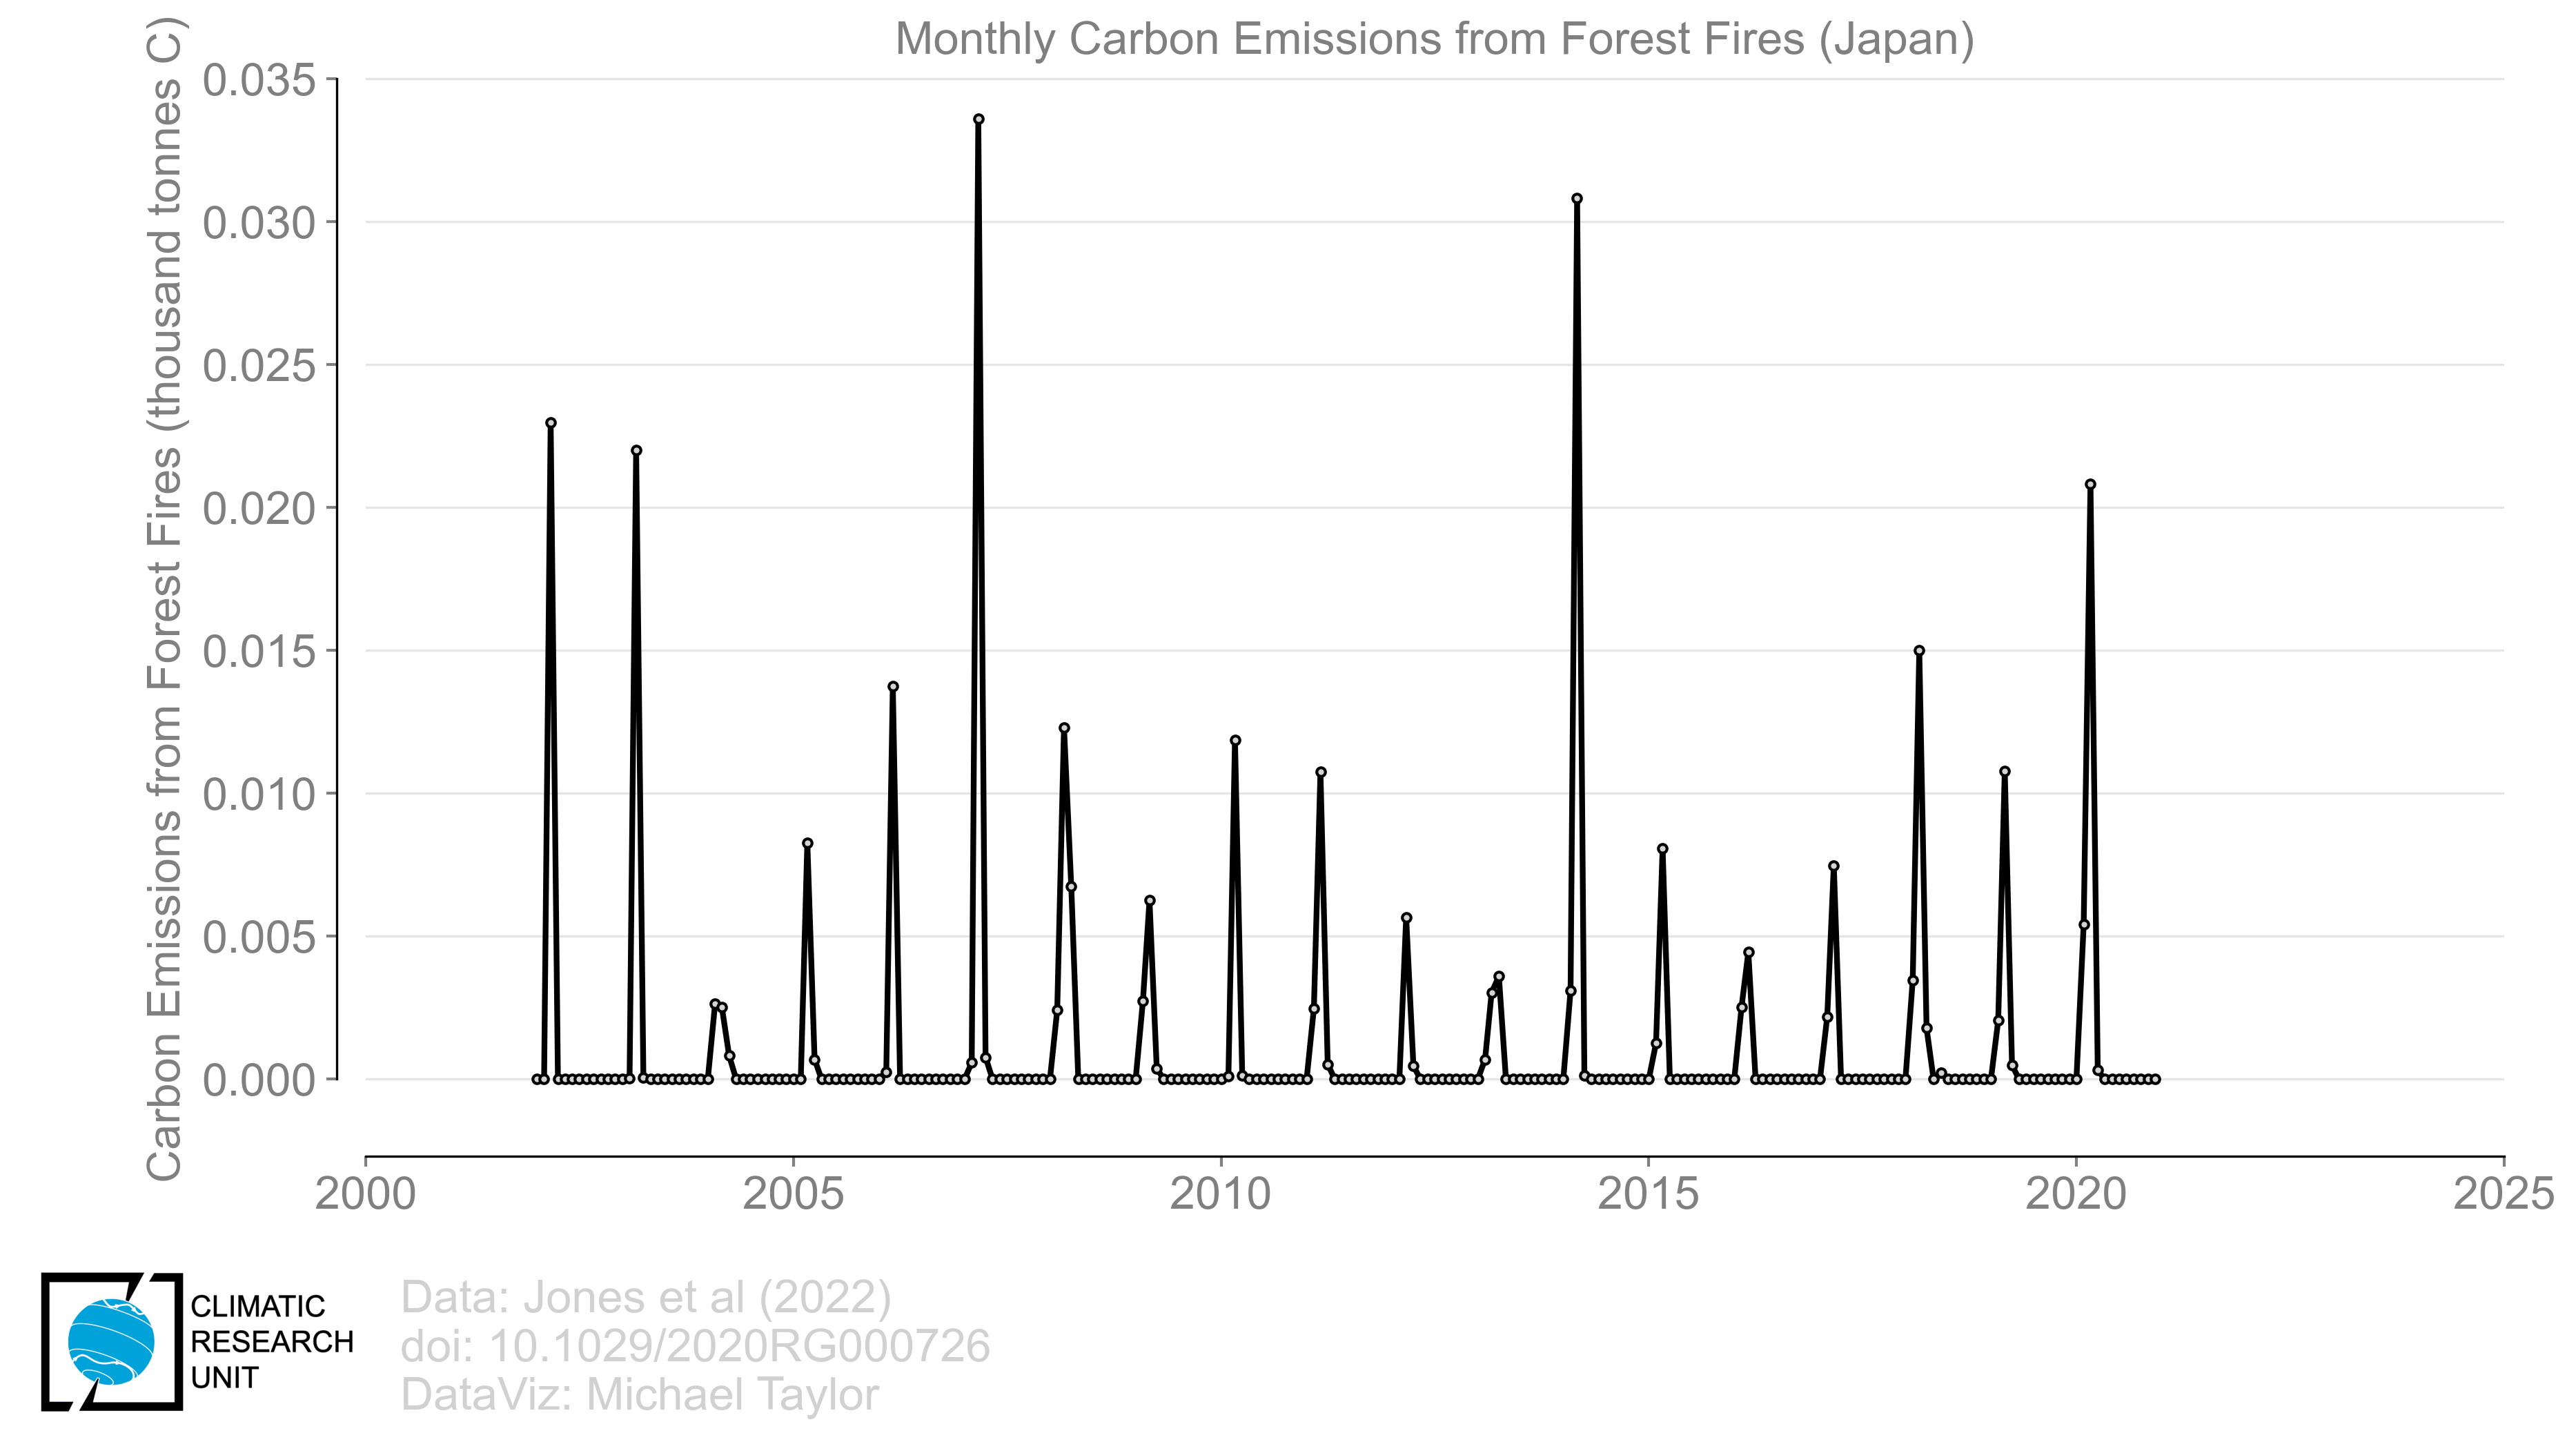 Monthly Carbon Emissions from Forest Fires (Japan)
Carbon Emissions from Forest Fires (thousand tonnes C)
0.035
0.030
0.025
0.020
0.015
0.010
0.005
0.000
2000 2005 2010 2015 2020 2025
CLIMATIC
RESEARCH
UNIT
Data: Jones et al (2022)
doi: 10.1029/2020RG000726
DataViz: Michael Taylor